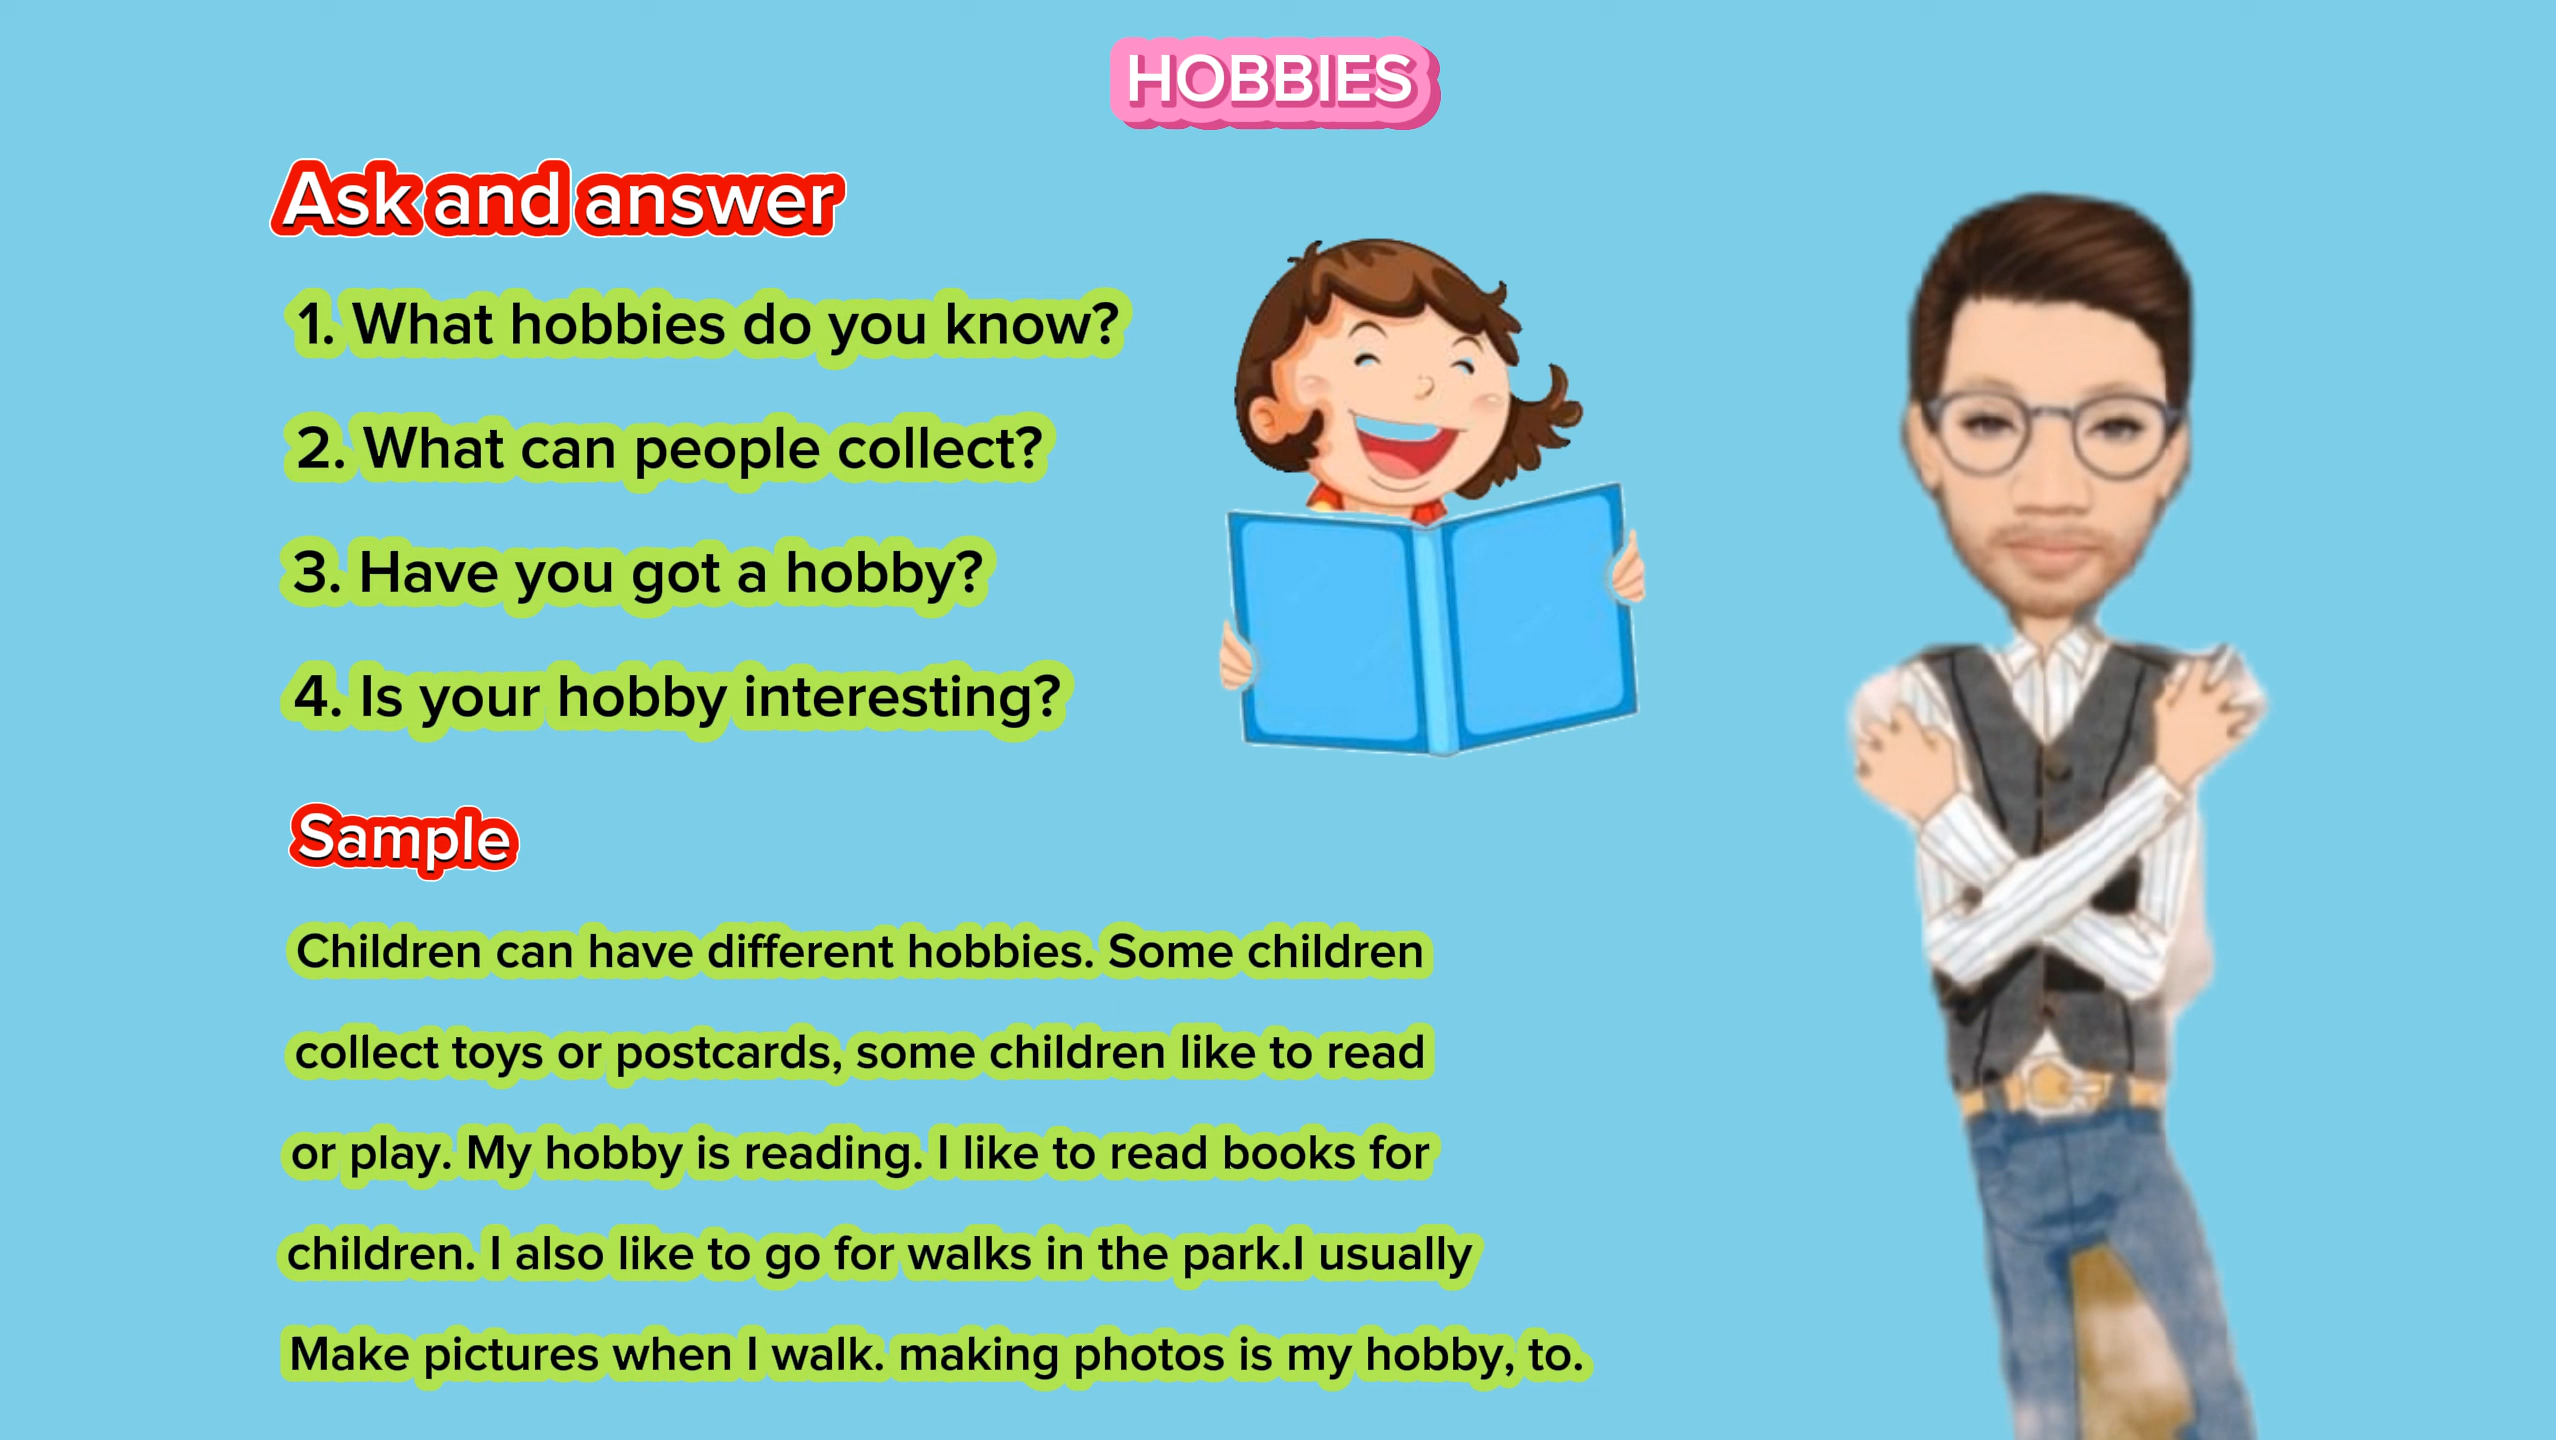 HOBBIES
Ask and answer
1. What hobbies do you know?
2. What can people collect?
3. Have you got a hobby?
4. Is your hobby interesting?
Sample
Children can have different hobbies. Some children
collect toys or postcards, some children like to read
or play. My hobby is reading. I like to read books for
children. I also like to go for walks in the park.I usually
Make pictures when I walk. making photos is my hobby, to.